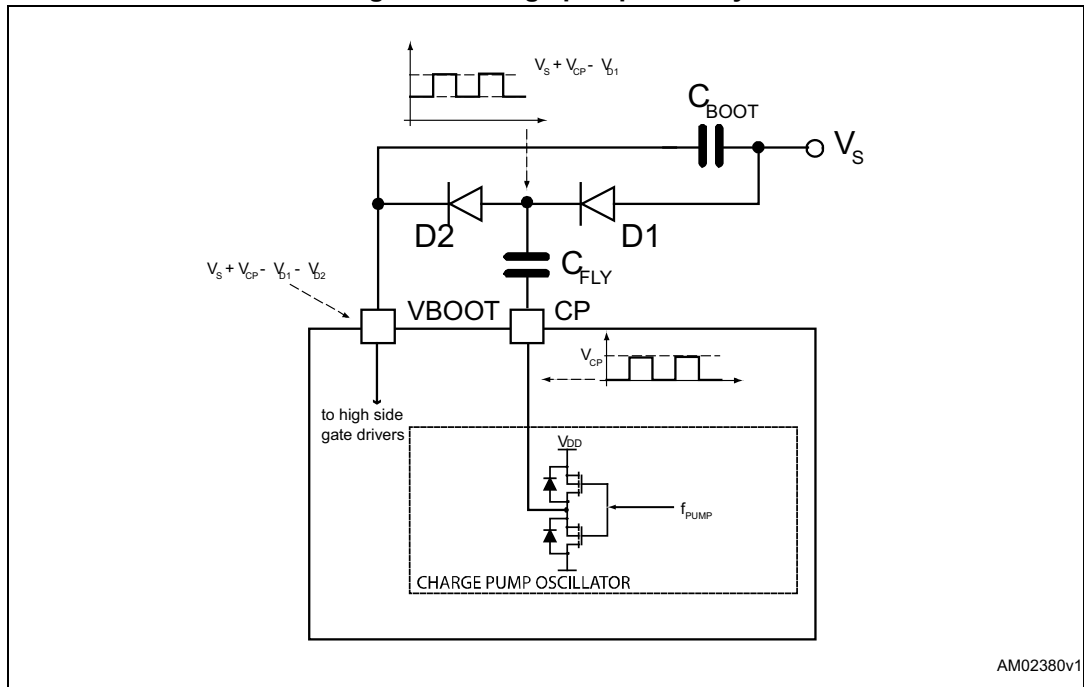 V_S + V_CP - V_D1
C_BOOT
V_S
D2
D1
C_FLY
V_S + V_CP - V_D1 - V_D2
VBOOT
CP
V_CP
to high side
gate drivers
V_DD
f_PUMP
CHARGE PUMP OSCILLATOR
AM02380v1